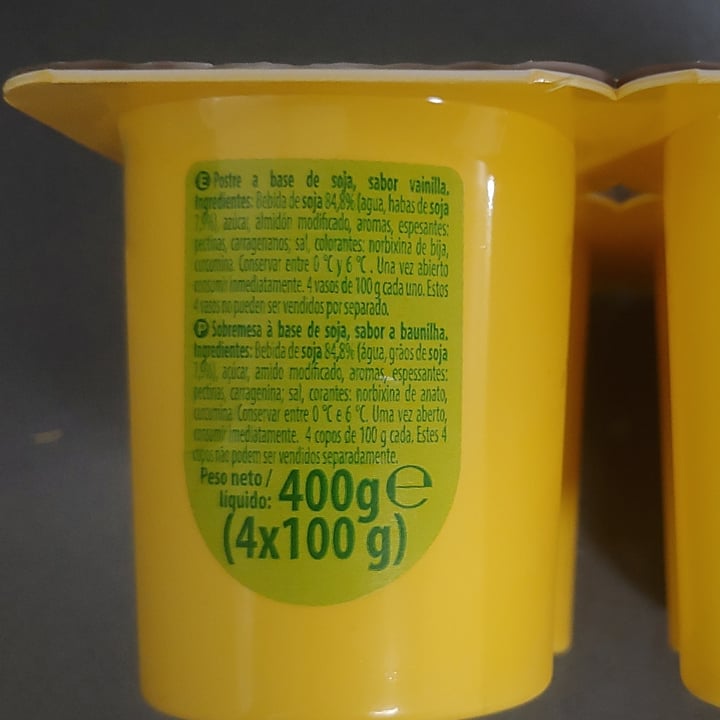 E Postre a base de soja, sabor vainilla.
Ingredientes: Bebida de soja 84,8% (agua, habas de soja
7,9%), azúcar, almidón modificado, aromas, espesantes:
pectinas, carragenanos; sal, colorantes: norbixina de bija,
curcumina. Conservar entre 0 °C y 6 °C. Una vez abierto
consumir inmediatamente. 4 vasos de 100 g cada uno. Estos
4 vasos no pueden ser vendidos por separado.
P Sobremesa à base de soja, sabor a baunilha.
Ingredientes: Bebida de soja 84,8% (água, grãos de soja
7,9%), açúcar, amido modificado, aromas, espessantes:
pectinas, carragenina; sal, corantes: norbixina de anato,
curcumina. Conservar entre 0 °C e 6 °C. Uma vez aberto,
consumir imediatamente. 4 copos de 100 g cada. Estes 4
copos não podem ser vendidos separadamente.
Peso neto /
líquido: 400g e
(4x100 g)